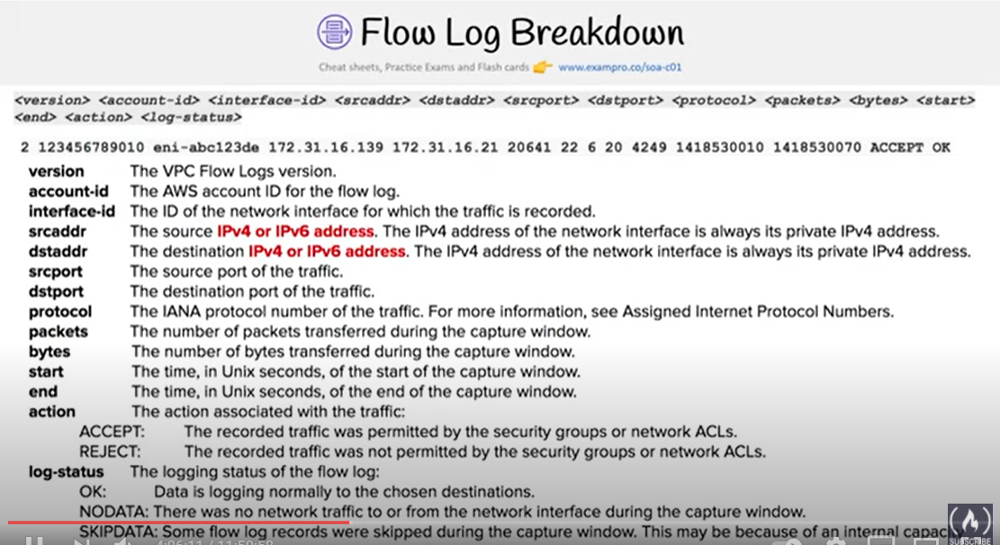 Flow Log Breakdown
Cheat sheets, Practice Exams and Flash cards 👉 www.exampro.co/soa-c01
<version> <account-id> <interface-id> <srcaddr> <dstaddr> <srcport> <dstport> <protocol> <packets> <bytes> <start>
<end> <action> <log-status>
2 123456789010 eni-abc123de 172.31.16.139 172.31.16.21 20641 22 6 20 4249 1418530010 1418530070 ACCEPT OK
version The VPC Flow Logs version.
account-id The AWS account ID for the flow log.
interface-id The ID of the network interface for which the traffic is recorded.
srcaddr The source IPv4 or IPv6 address. The IPv4 address of the network interface is always its private IPv4 address.
dstaddr The destination IPv4 or IPv6 address. The IPv4 address of the network interface is always its private IPv4 address.
srcport The source port of the traffic.
dstport The destination port of the traffic.
protocol The IANA protocol number of the traffic. For more information, see Assigned Internet Protocol Numbers.
packets The number of packets transferred during the capture window.
bytes The number of bytes transferred during the capture window.
start The time, in Unix seconds, of the start of the capture window.
end The time, in Unix seconds, of the end of the capture window.
action The action associated with the traffic:
ACCEPT: The recorded traffic was permitted by the security groups or network ACLs.
REJECT: The recorded traffic was not permitted by the security groups or network ACLs.
log-status The logging status of the flow log:
OK: Data is logging normally to the chosen destinations.
NODATA: There was no network traffic to or from the network interface during the capture window.
SKIPDATA: Some flow log records were skipped during the capture window. This may be because of an internal
SUBSCRIBE